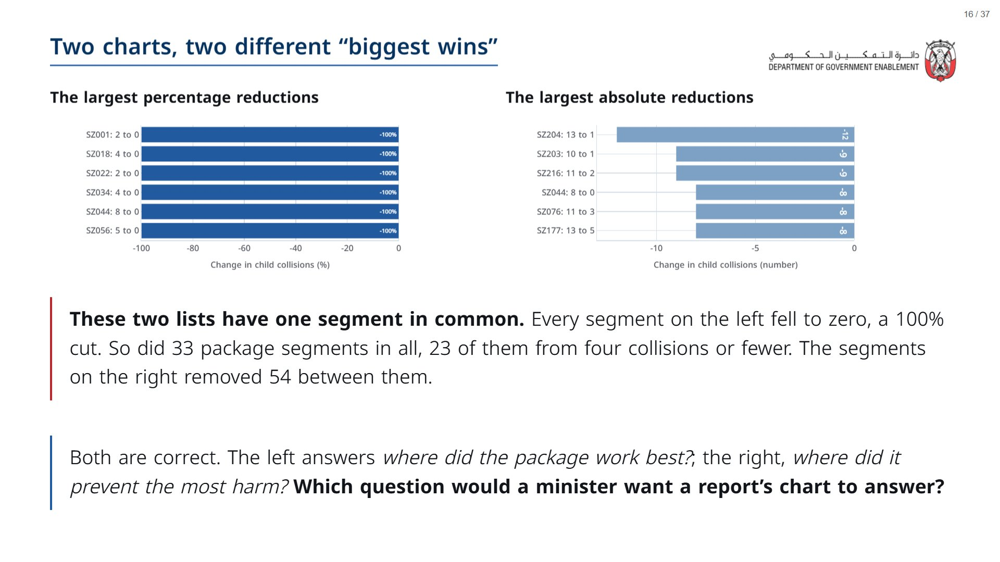 16 / 37
Two charts, two different “biggest wins”
دائرة التمكين الحكومي
DEPARTMENT OF GOVERNMENT ENABLEMENT
The largest percentage reductions
SZ001: 2 to 0 -100%
SZ018: 4 to 0 -100%
SZ022: 2 to 0 -100%
SZ034: 4 to 0 -100%
SZ044: 8 to 0 -100%
SZ056: 5 to 0 -100%
-100 -80 -60 -40 -20 0
Change in child collisions (%)
The largest absolute reductions
SZ204: 13 to 1 -12
SZ203: 10 to 1 -9
SZ216: 11 to 2 -9
SZ044: 8 to 0 -8
SZ076: 11 to 3 -8
SZ177: 13 to 5 -8
-10 -5 0
Change in child collisions (number)
These two lists have one segment in common. Every segment on the left fell to zero, a 100%
cut. So did 33 package segments in all, 23 of them from four collisions or fewer. The segments
on the right removed 54 between them.
Both are correct. The left answers where did the package work best?; the right, where did it
prevent the most harm? Which question would a minister want a report’s chart to answer?